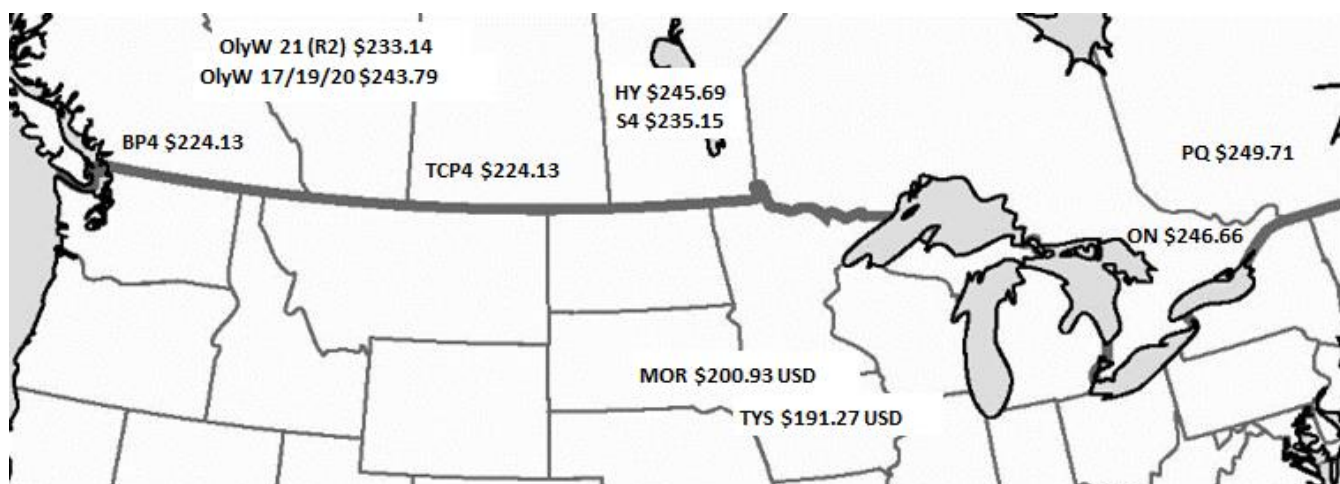 OlyW 21 (R2) $233.14
OlyW 17/19/20 $243.79
HY $245.69
S4 $235.15
BP4 $224.13
TCP4 $224.13
PQ $249.71
ON $246.66
MOR $200.93 USD
TYS $191.27 USD